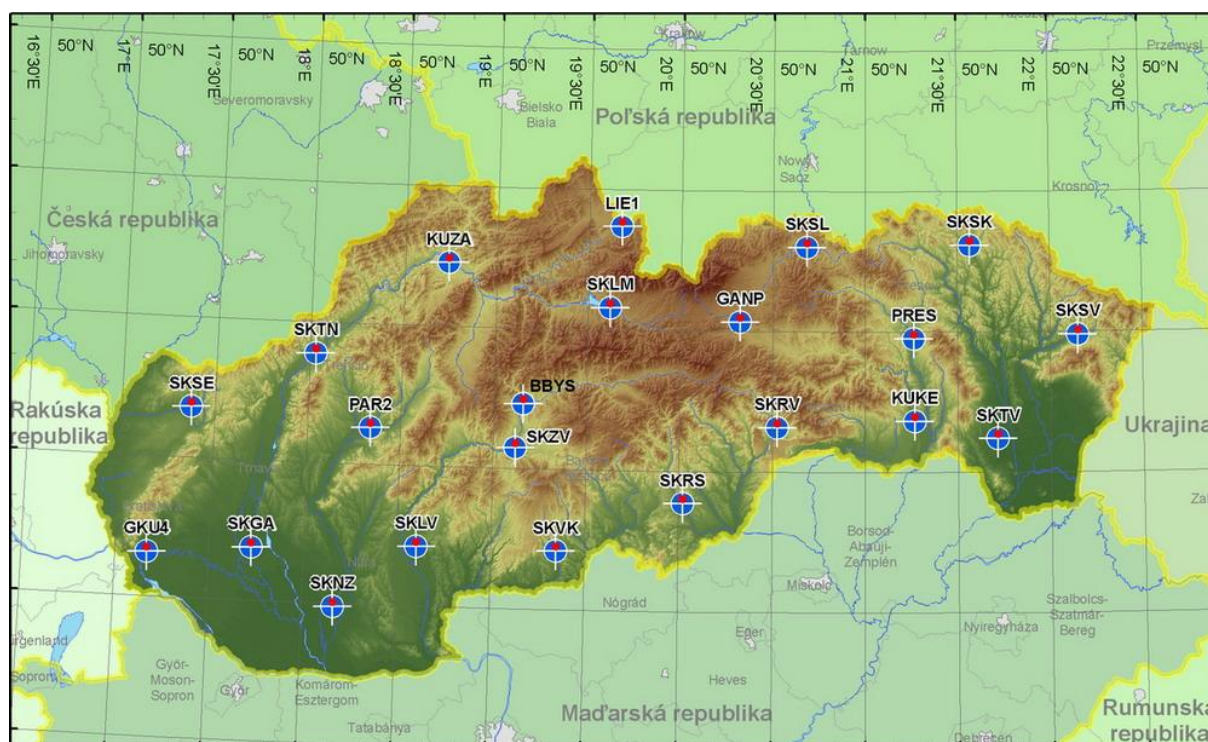 16°30'E
50°N
17°E
50°N
17°30'E
50°N
18°E
50°N
18°30'E
50°N
19°E
50°N
19°30'E
50°N
20°E
50°N
20°30'E
50°N
21°E
50°N
21°30'E
50°N
22°E
50°N
22°30'E
50°N
Krakow
Tarnow
Przemysl
Severomoravsky
Bielsko
Biala
Poľská republika
Nowy
Sacz
Krosno
Česká republika
Jihomoravsky
LIE1
SKSL
SKSK
KUZA
SKLM
GANP
PRES
SKSV
SKTN
SKSE
PAR2
BBYS
SKRV
KUKE
SKTV
Rakúska
republika
Ukrajina
SKZV
Trnava
SKRS
GKU4
SKGA
SKLV
SKVK
Nitra
SKNZ
Borsod-
Abaúji-
Zemplén
Miskolc
Nógrád
Szabolcs-
Szatmár-
Bereg
Nyiregyháza
Eger
Sopron
Győr-
Moson-
Sopron
Győr
Komárom-
Esztergom
Tatabánya
Heves
Maďarská republika
Rumunská
republika
Debrecen